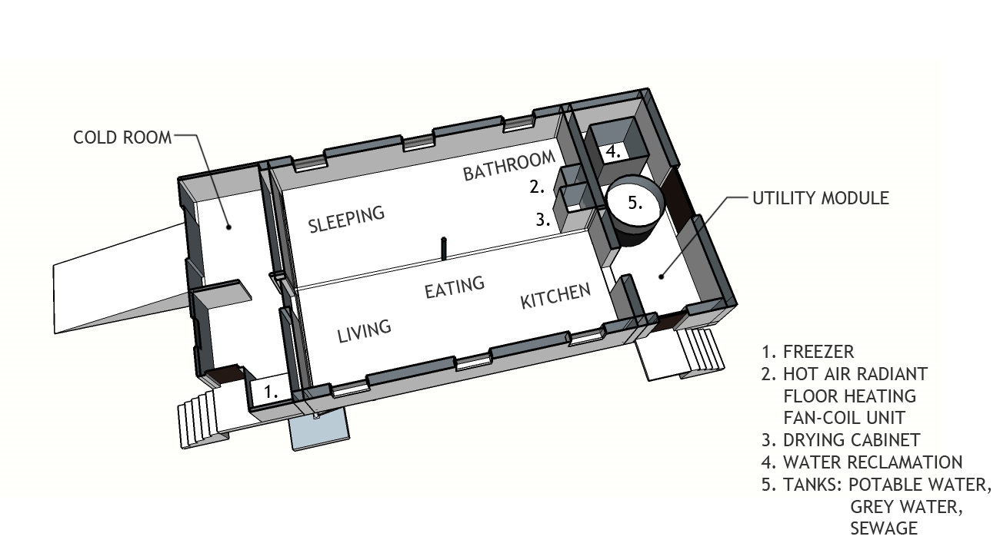 COLD ROOM
BATHROOM
4.
2.
5.
UTILITY MODULE
SLEEPING
3.
EATING
KITCHEN
LIVING
1.
1. FREEZER
2. HOT AIR RADIANT
FLOOR HEATING
FAN-COIL UNIT
3. DRYING CABINET
4. WATER RECLAMATION
5. TANKS: POTABLE WATER,
GREY WATER,
SEWAGE